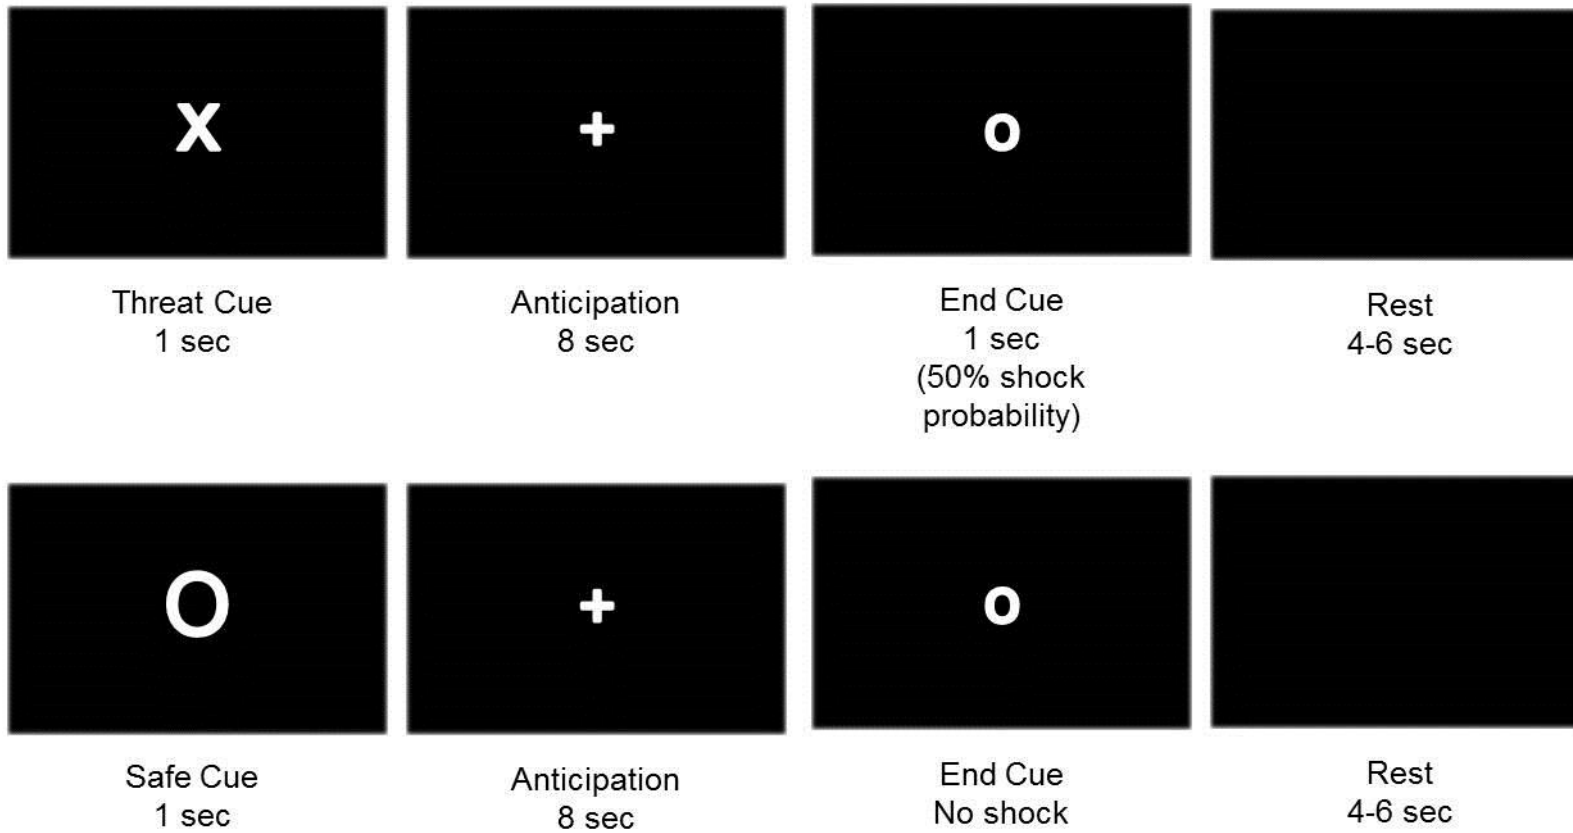 X
+
o
Threat Cue
1 sec
Anticipation
8 sec
End Cue
1 sec
(50% shock
probability)
Rest
4-6 sec
O
+
o
Safe Cue
1 sec
Anticipation
8 sec
End Cue
No shock
Rest
4-6 sec